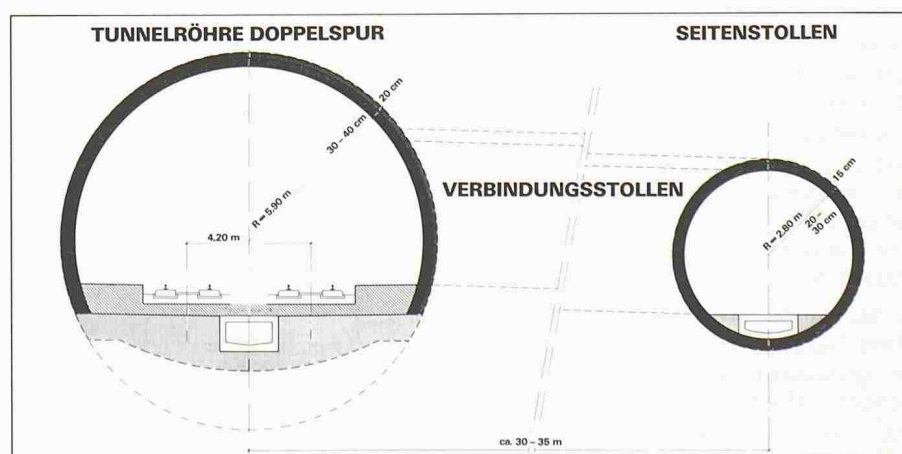 TUNNELRÖHRE DOPPELSPUR
SEITENSTOLLEN
20 cm
30 – 40 cm
R = 5,90 m
4,20 m
VERBINDUNGSSTOLLEN
15 cm
20 –
30 cm
R = 2,80 m
ca. 30 – 35 m